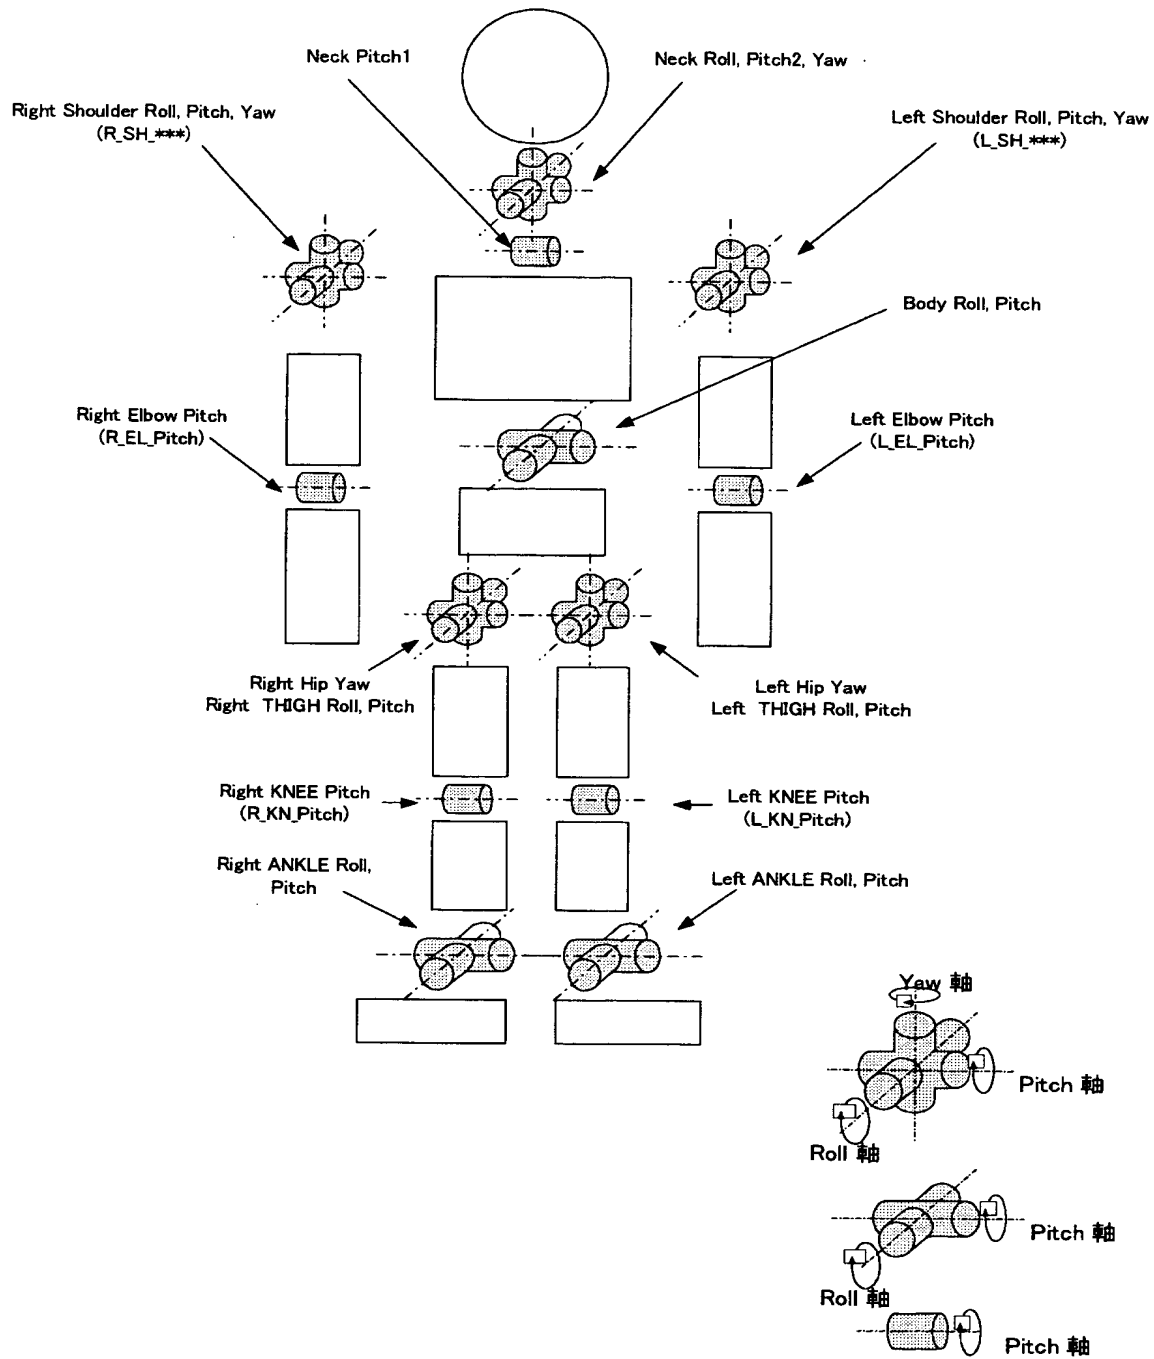 Neck Pitch1
Neck Roll, Pitch2, Yaw
Right Shoulder Roll, Pitch, Yaw
(R_SH_***)
Left Shoulder Roll, Pitch, Yaw
(L_SH_***)
Body Roll, Pitch
Right Elbow Pitch
(R_EL_Pitch)
Left Elbow Pitch
(L_EL_Pitch)
Right Hip Yaw
Right THIGH Roll, Pitch
Left Hip Yaw
Left THIGH Roll, Pitch
Right KNEE Pitch
(R_KN_Pitch)
Left KNEE Pitch
(L_KN_Pitch)
Right ANKLE Roll,
Pitch
Left ANKLE Roll, Pitch
Yaw 軸
Pitch 軸
Roll 軸
Pitch 軸
Roll 軸
Pitch 軸